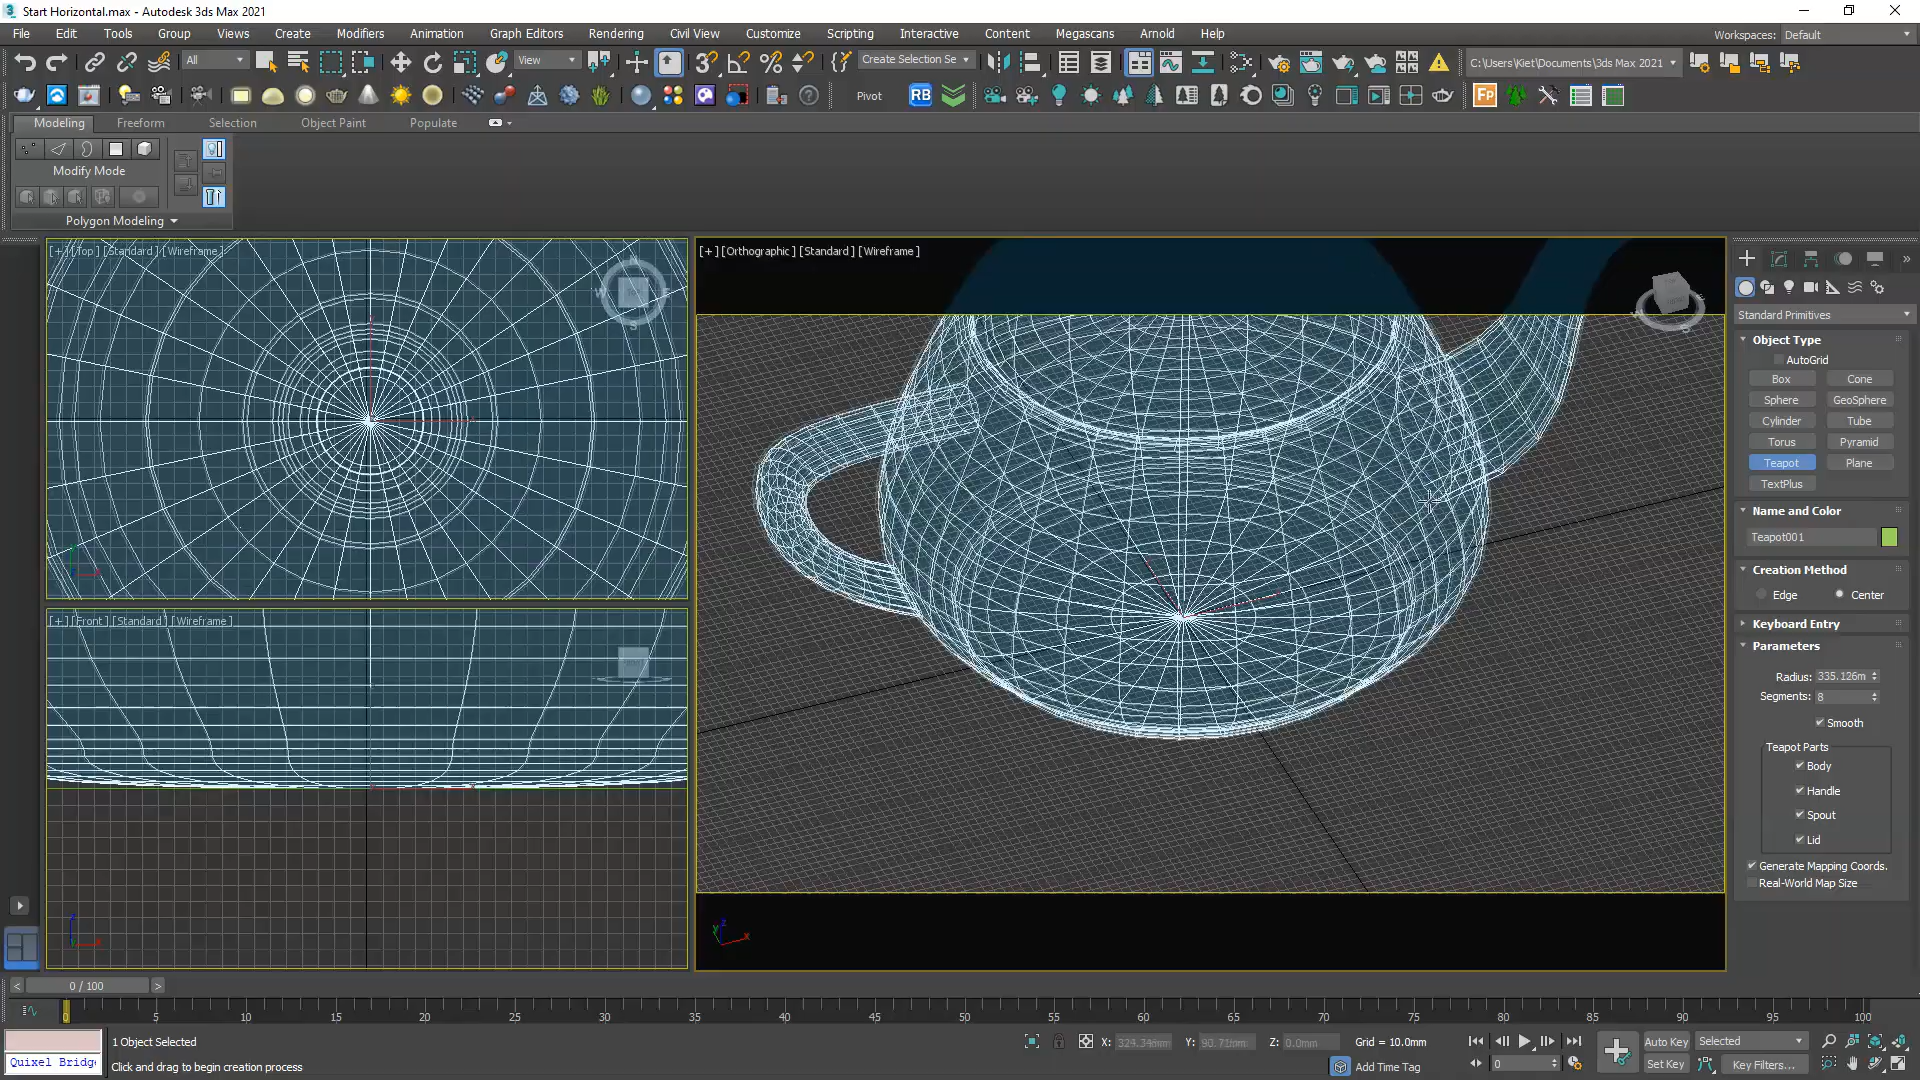 Start Horizontal.max - Autodesk 3ds Max 2021
File Edit Tools Group Views Create Modifiers Animation Graph Editors Rendering Civil View Customize Scripting Interactive Content Megascans Arnold Help
Workspaces: Default
All View Create Selection Se C:\Users\Kiet\Documents\3ds Max 2021
Pivot RB Fp
Modeling Freeform Selection Object Paint Populate
Modify Mode
Polygon Modeling
[+] [Top] [Standard] [Wireframe]
[+] [Orthographic] [Standard] [Wireframe]
[+] [Front] [Standard] [Wireframe]
Standard Primitives
Object Type
AutoGrid
Box Cone
Sphere GeoSphere
Cylinder Tube
Torus Pyramid
Teapot Plane
TextPlus
Name and Color
Teapot001
Creation Method
Edge Center
Keyboard Entry
Parameters
Radius: 335.126m
Segments: 8
Smooth
Teapot Parts
Body
Handle
Spout
Lid
Generate Mapping Coords.
Real-World Map Size
< 0 / 100 >
0 5 10 15 20 25 30 35 40 45 50 55 60 65 70 75 80 85 90 95 100
1 Object Selected
X: 324.346mm Y: 90.71mm Z: 0.0mm Grid = 10.0mm
Auto Key Selected
Quixel Bridg
Click and drag to begin creation process
Add Time Tag
0
Set Key Key Filters...